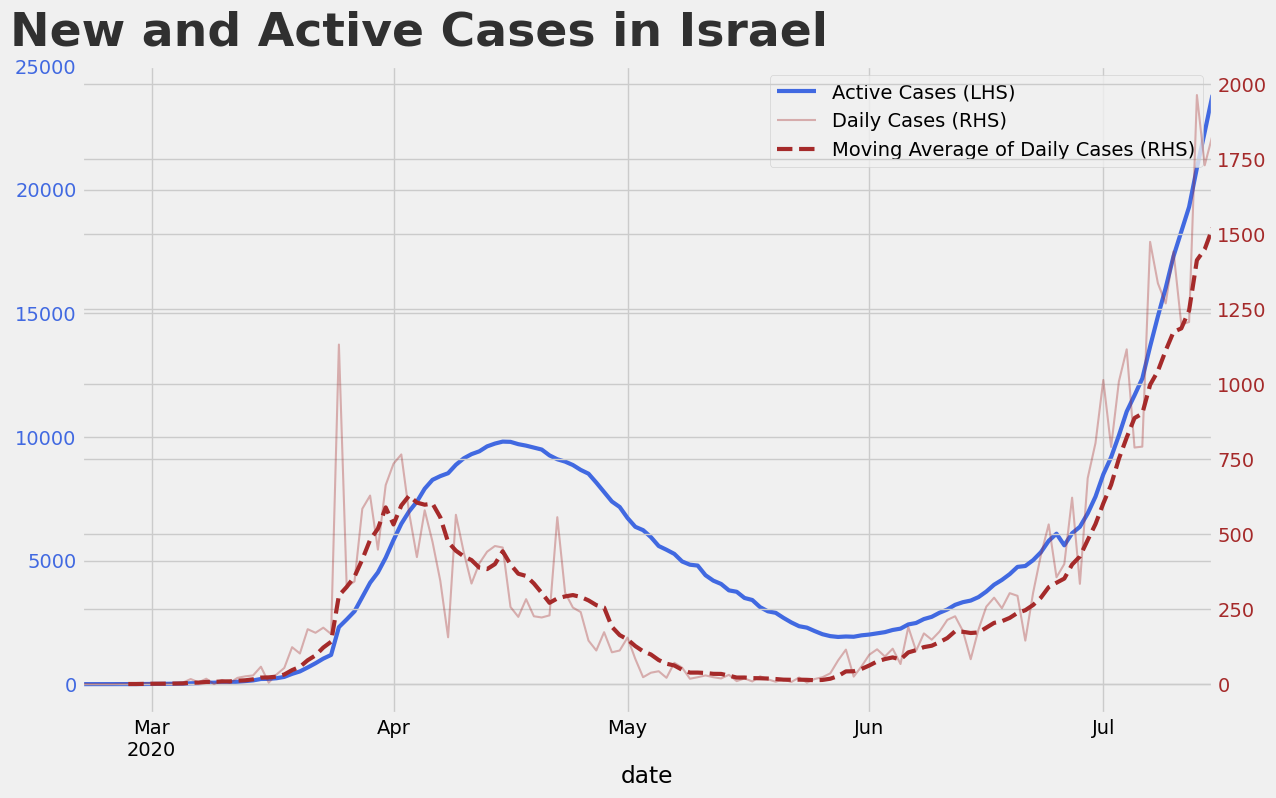 New and Active Cases in Israel
25000
20000
15000
10000
5000
0
Active Cases (LHS)
Daily Cases (RHS)
Moving Average of Daily Cases (RHS)
2000
1750
1500
1250
1000
750
500
250
0
Mar Apr May Jun Jul
2020
date